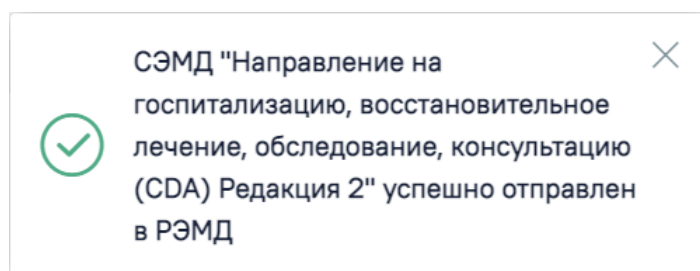 СЭМД "Направление на
госпитализацию, восстановительное
лечение, обследование, консультацию
(CDA) Редакция 2" успешно отправлен
в РЭМД